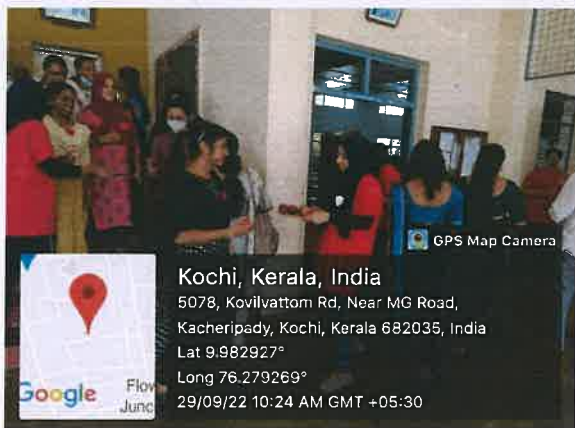 GPS Map Camera
Kochi, Kerala, India
5078, Kovilvattom Rd, Near MG Road,
Kacheripady, Kochi, Kerala 682035, India
Lat 9.982927°
Long 76.279269°
29/09/22 10:24 AM GMT +05:30
Google
Flow
Junc